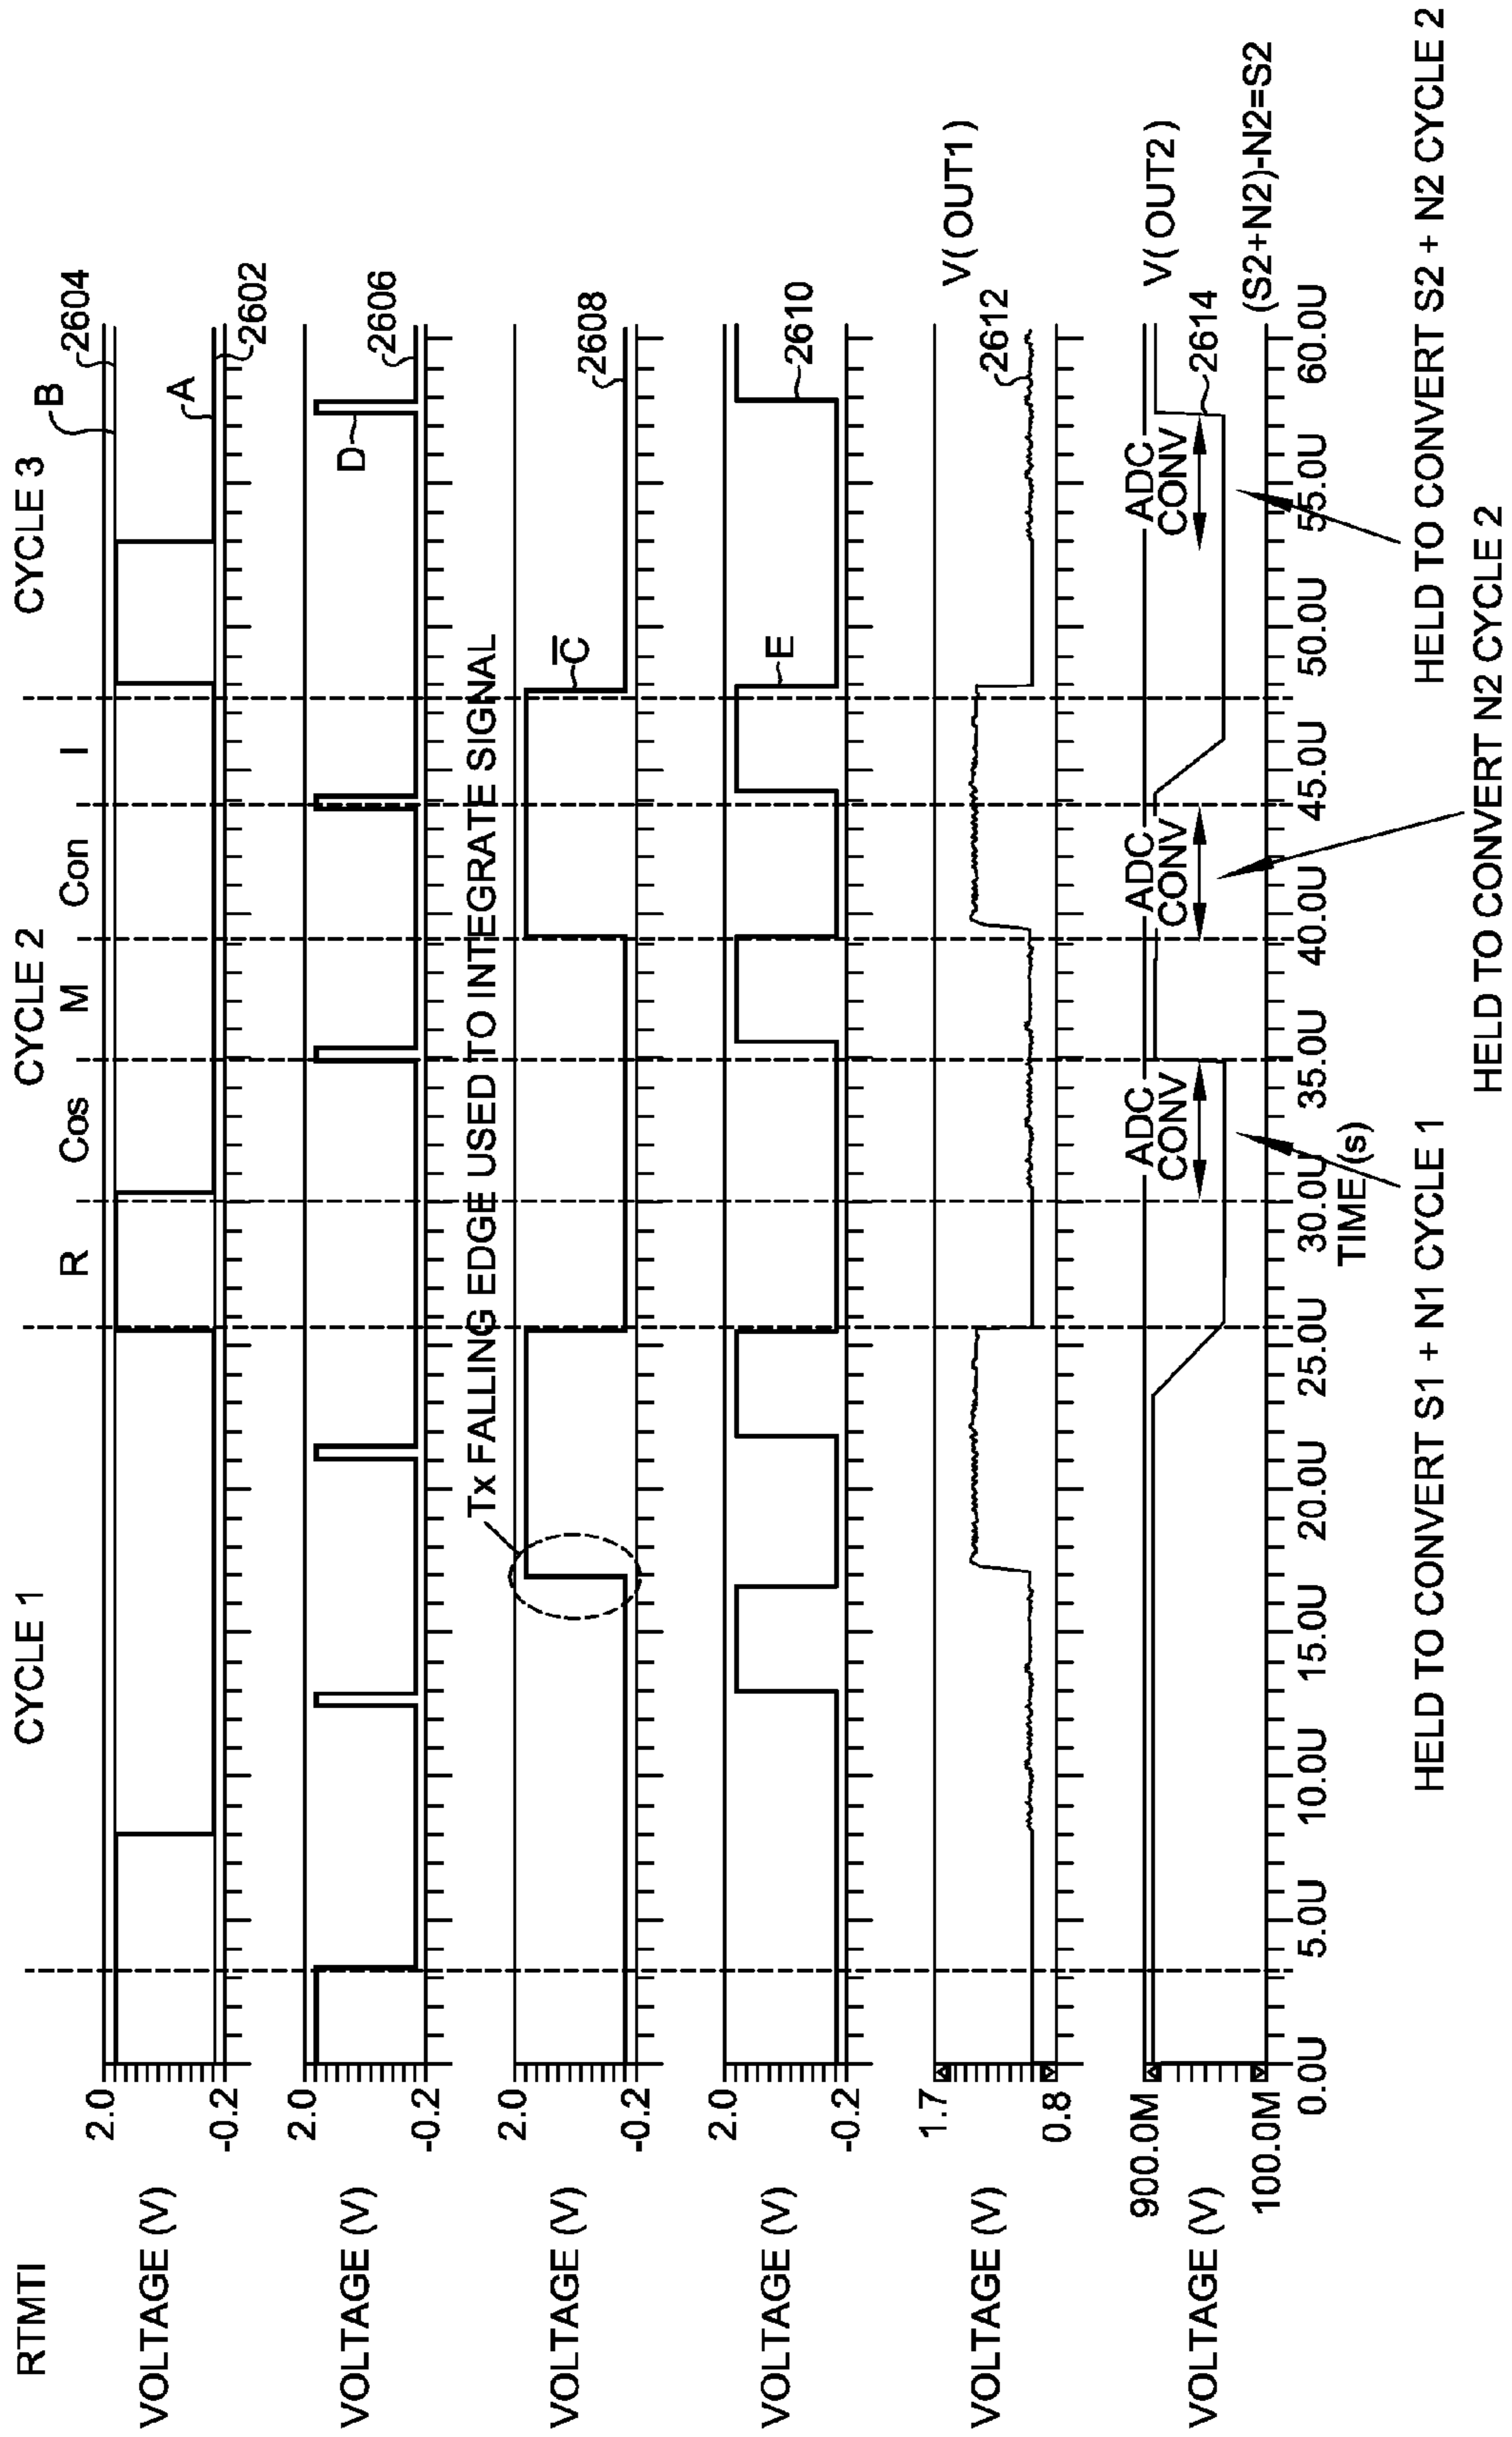 RTMTI
CYCLE 1
CYCLE 2
CYCLE 3
R
Cos
M
Con
I
B
2604
VOLTAGE (V)
2.0
-0.2
A
2602
VOLTAGE (V)
2.0
-0.2
D
2606
Tx FALLING EDGE USED TO INTEGRATE SIGNAL
VOLTAGE (V)
2.0
-0.2
C̅
2608
VOLTAGE (V)
2.0
-0.2
E
2610
VOLTAGE (V)
1.7
0.8
V(OUT1)
2612
VOLTAGE (V)
900.0M
100.0M
ADC
CONV
ADC
CONV
ADC
CONV
V(OUT2)
2614
(S2+N2)-N2=S2
0.0U
5.0U
10.0U
15.0U
20.0U
25.0U
30.0U
35.0U
40.0U
45.0U
50.0U
55.0U
60.0U
TIME (s)
HELD TO CONVERT S1 + N1 CYCLE 1
HELD TO CONVERT S2 + N2 CYCLE 2
HELD TO CONVERT N2 CYCLE 2